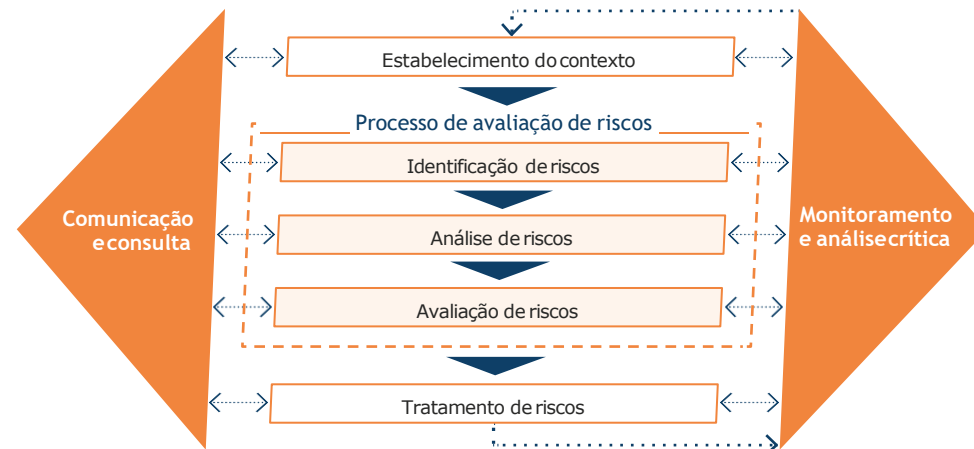 Estabelecimento do contexto
Processo de avaliação de riscos
Identificação de riscos
Comunicação
e consulta
Análise de riscos
Monitoramento
e análise crítica
Avaliação de riscos
Tratamento de riscos